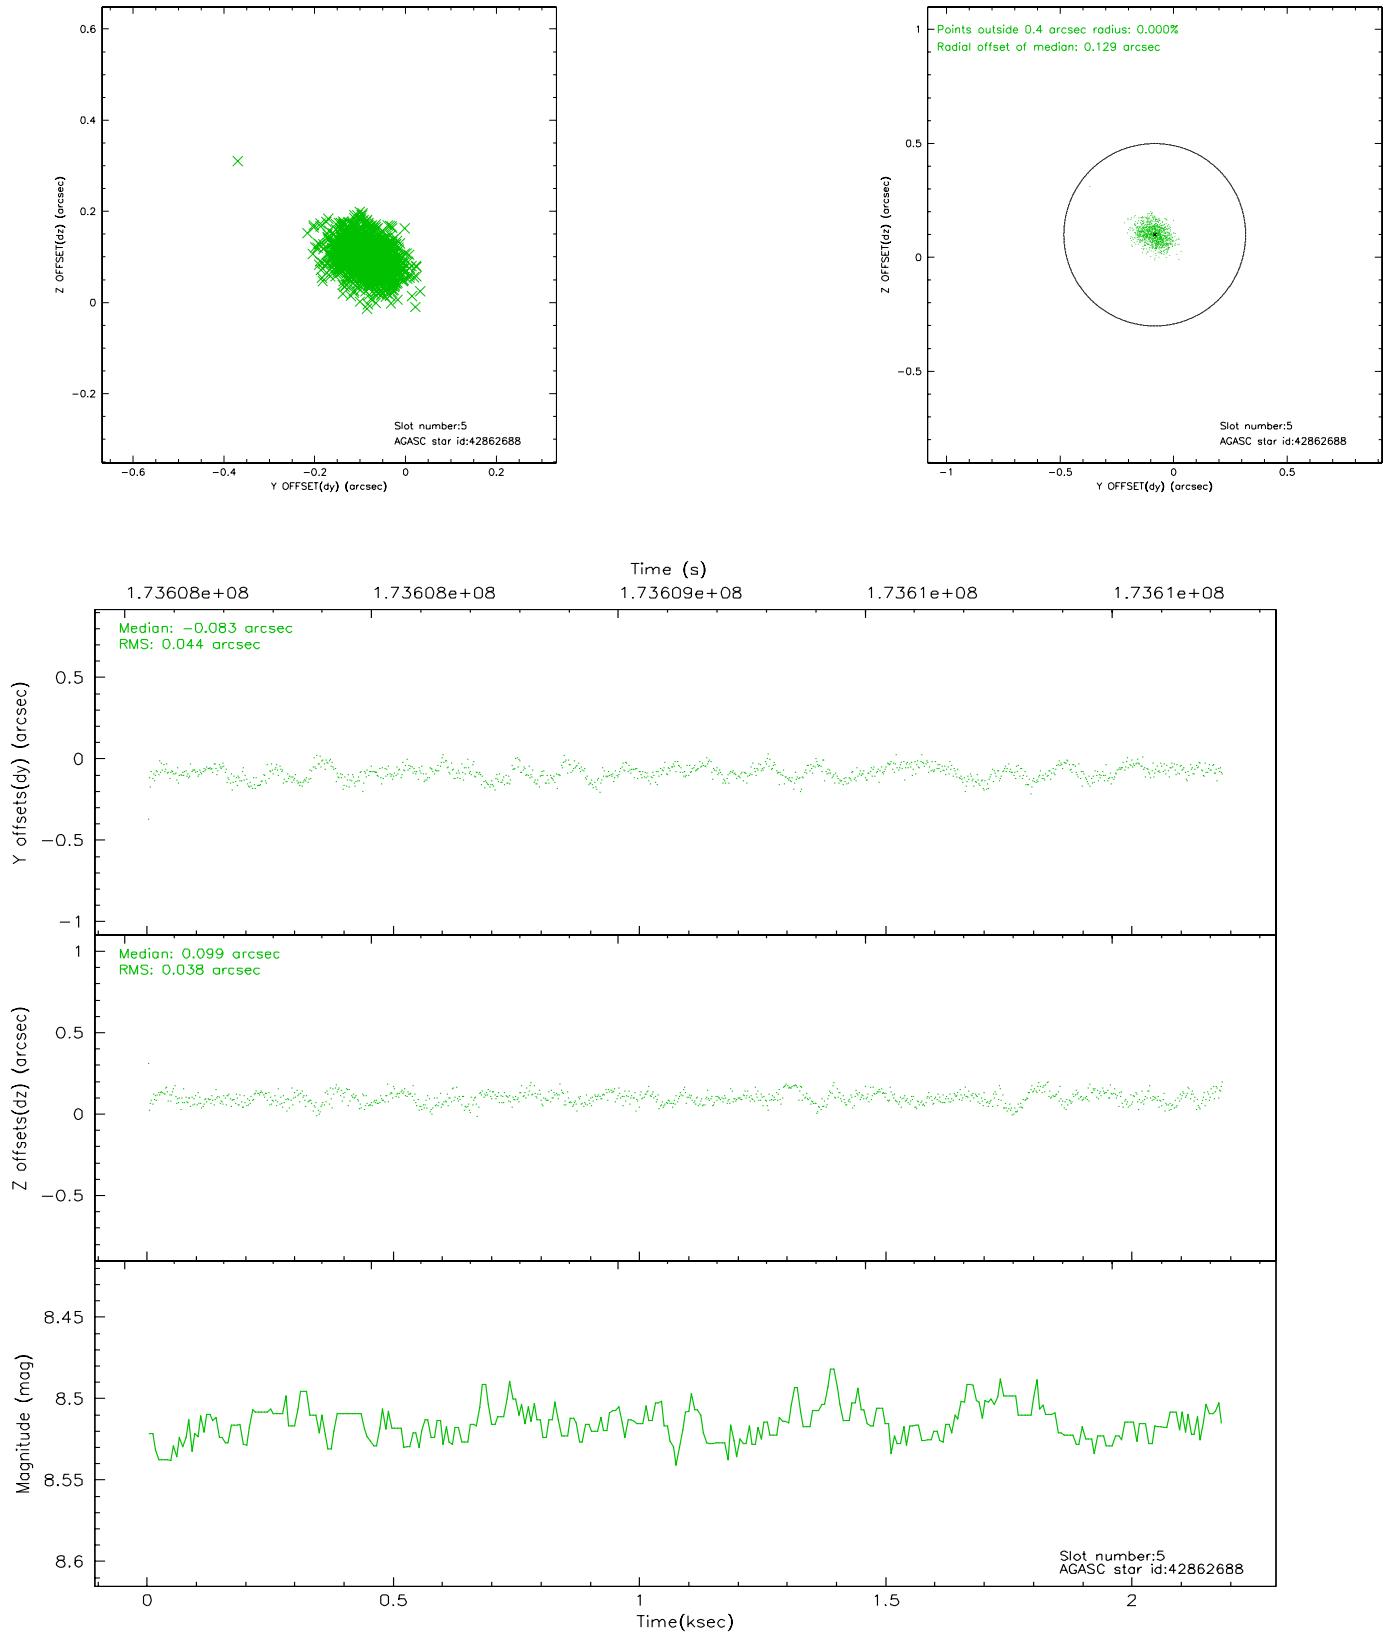 0.6
0.4
0.2
0
−0.2
Z OFFSET(dz) (arcsec)
−0.6
−0.4
−0.2
0
0.2
Y OFFSET(dy) (arcsec)
Slot number:5
AGASC star id:42862688
Points outside 0.4 arcsec radius: 0.000%
Radial offset of median: 0.129 arcsec
1
0.5
0
−0.5
Z OFFSET(dz) (arcsec)
−1
−0.5
0
0.5
Y OFFSET(dy) (arcsec)
Slot number:5
AGASC star id:42862688
Time (s)
1.73608e+08
1.73608e+08
1.73609e+08
1.7361e+08
1.7361e+08
Median: −0.083 arcsec
RMS: 0.044 arcsec
0.5
0
−0.5
−1
Y offsets(dy) (arcsec)
Median: 0.099 arcsec
RMS: 0.038 arcsec
1
0.5
0
−0.5
Z offsets(dz) (arcsec)
8.45
8.5
8.55
8.6
Magnitude (mag)
Slot number:5
AGASC star id:42862688
0
0.5
1
1.5
2
Time(ksec)